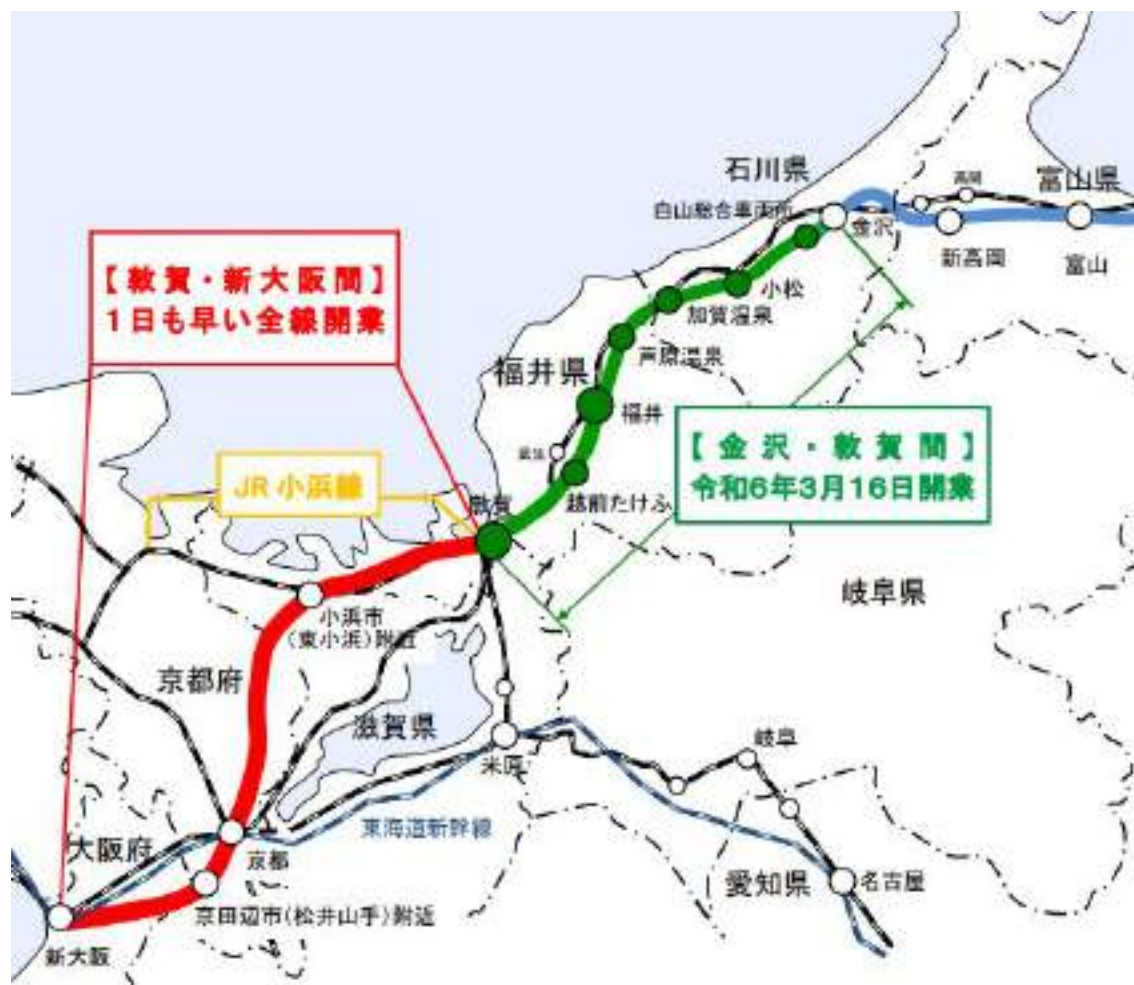 石川県
高岡
富山県
白山総合車両所
金沢
新高岡
富山
【敦賀・新大阪間】
1日も早い全線開業
小松
加賀温泉
芦原温泉
福井県
福井
【金沢・敦賀間】
令和6年3月16日開業
武生
JR小浜線
越前たけふ
敦賀
岐阜県
小浜市
(東小浜)附近
京都府
滋賀県
米原
岐阜
東海道新幹線
大阪府
京都
愛知県
名古屋
京田辺市(松井山手)附近
新大阪